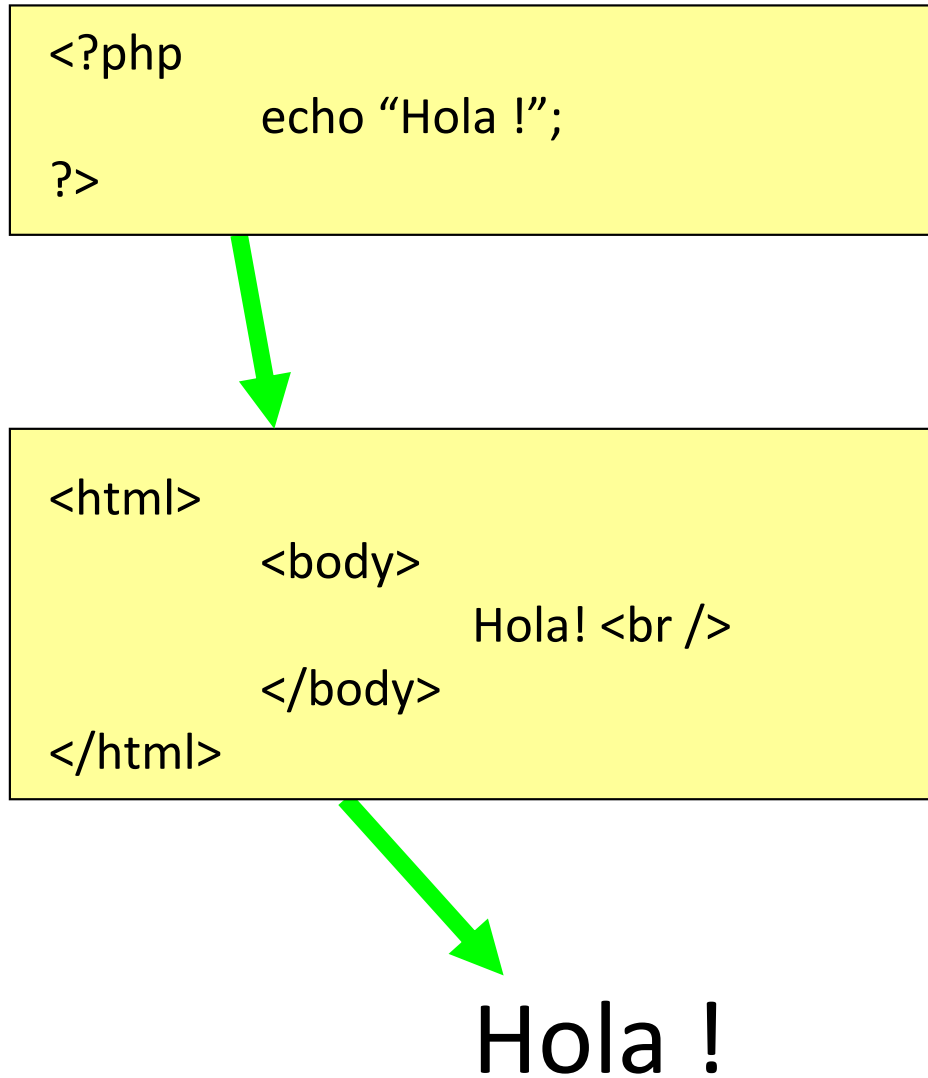 <?php
echo “Hola !”;
?>
<html>
<body>
Hola! <br />
</body>
</html>
Hola !